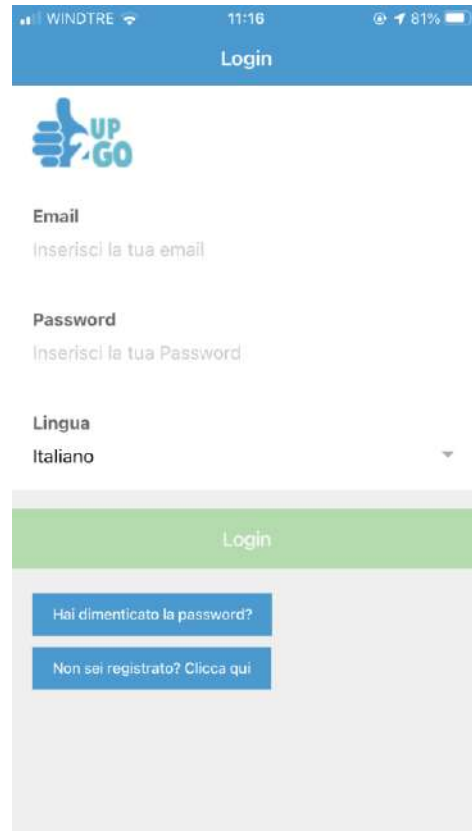 WINDTRE 11:16 81%
Login
UP
2GO
Email
Inserisci la tua email
Password
Inserisci la tua Password
Lingua
Italiano
Login
Hai dimenticato la password?
Non sei registrato? Clicca qui